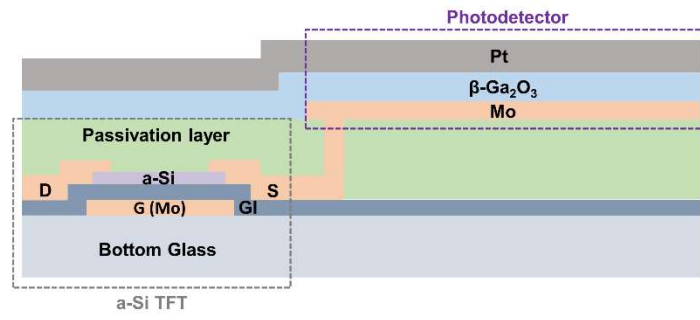 Photodetector
Pt
β-Ga₂O₃
Mo
Passivation layer
a-Si
D
S
G (Mo)
GI
Bottom Glass
a-Si TFT